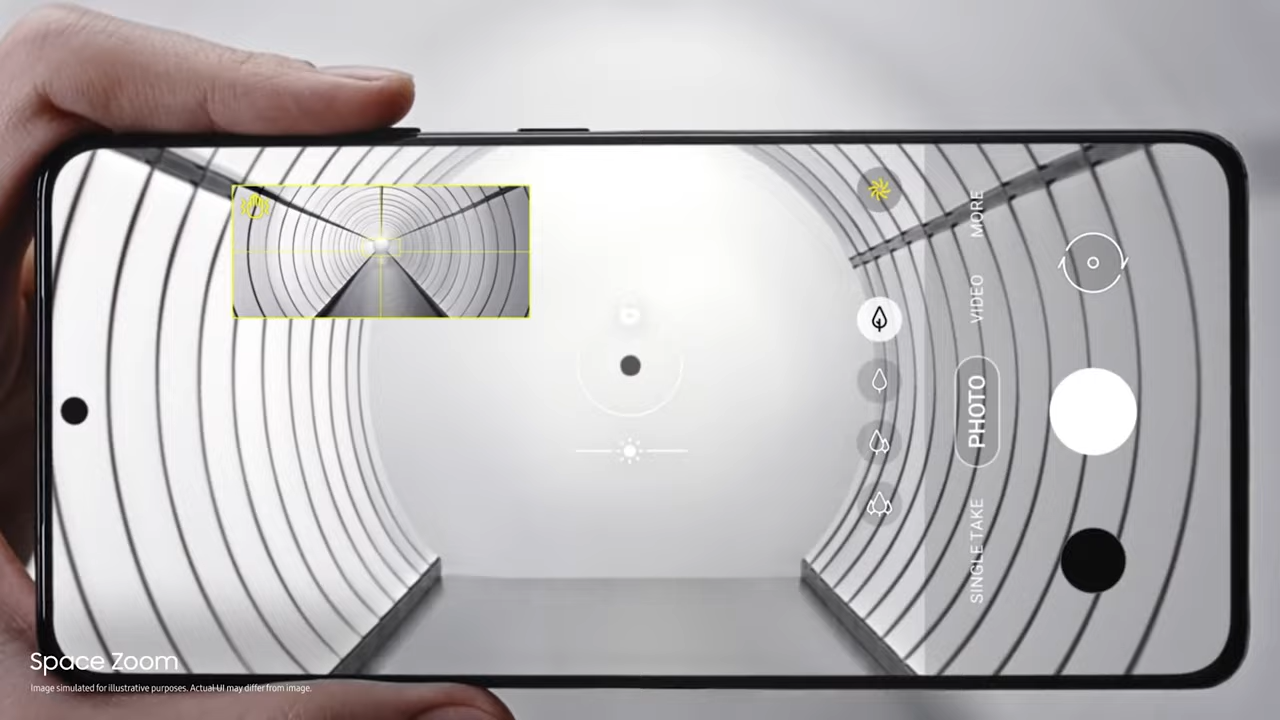 MORE
VIDEO
PHOTO
SINGLE TAKE
Space Zoom
Image simulated for illustrative purposes. Actual UI may differ from image.